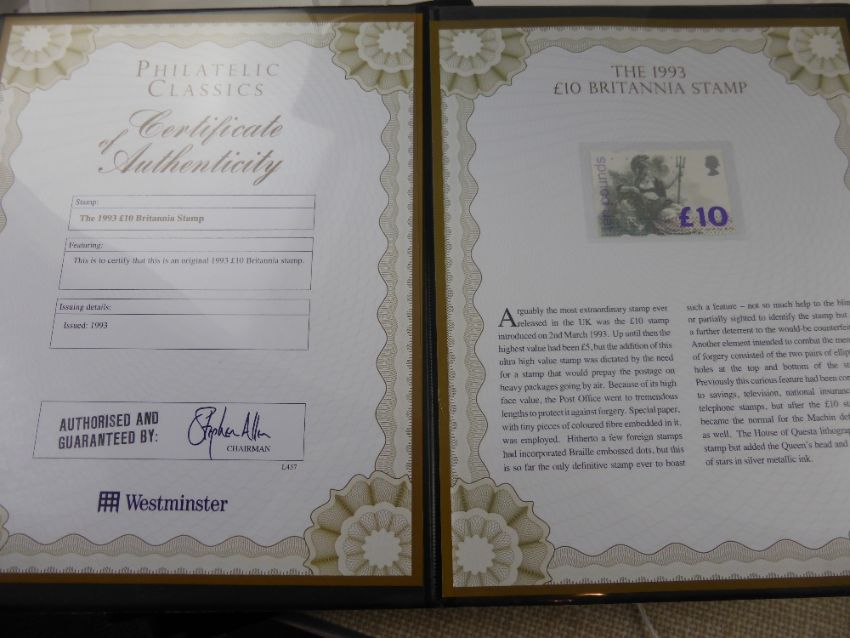 PHILATELIC
CLASSICS
Certificate
of
Authenticity
Stamp:
The 1993 £10 Britannia Stamp
Featuring:
This is to certify that this is an original 1993 £10 Britannia stamp.
Issuing details:
Issued: 1993
AUTHORISED AND
GUARANTEED BY:
Stephen Allen
CHAIRMAN
L457
Westminster
THE 1993
£10 BRITANNIA STAMP
ten pounds
£10
Arguably the most extraordinary stamp ever
released in the UK was the £10 stamp
introduced on 2nd March 1993. Up until then the
highest value had been £5, but the addition of this
ultra high value stamp was dictated by the need
for a stamp that would prepay the postage on
heavy packages going by air. Because of its high
face value, the Post Office went to tremendous
lengths to protect it against forgery. Special paper,
with tiny pieces of coloured fibre embedded in it,
was employed. Hitherto a few foreign stamps
had incorporated Braille embossed dots, but this
is so far the only definitive stamp ever to boast
such a feature – not so much help to the blin
or partially sighted to identify the stamp but
a further deterrent to the would-be counterfei
Another element intended to combat the men
of forgery consisted of the two pairs of ellip
holes at the top and bottom of the sta
Previously this curious feature had been con
to savings, television, national insuranc
telephone stamps, but after the £10 st
became the normal for the Machin de
as well. The House of Questa lithograp
stamp but added the Queen's head and
of stars in silver metallic ink.